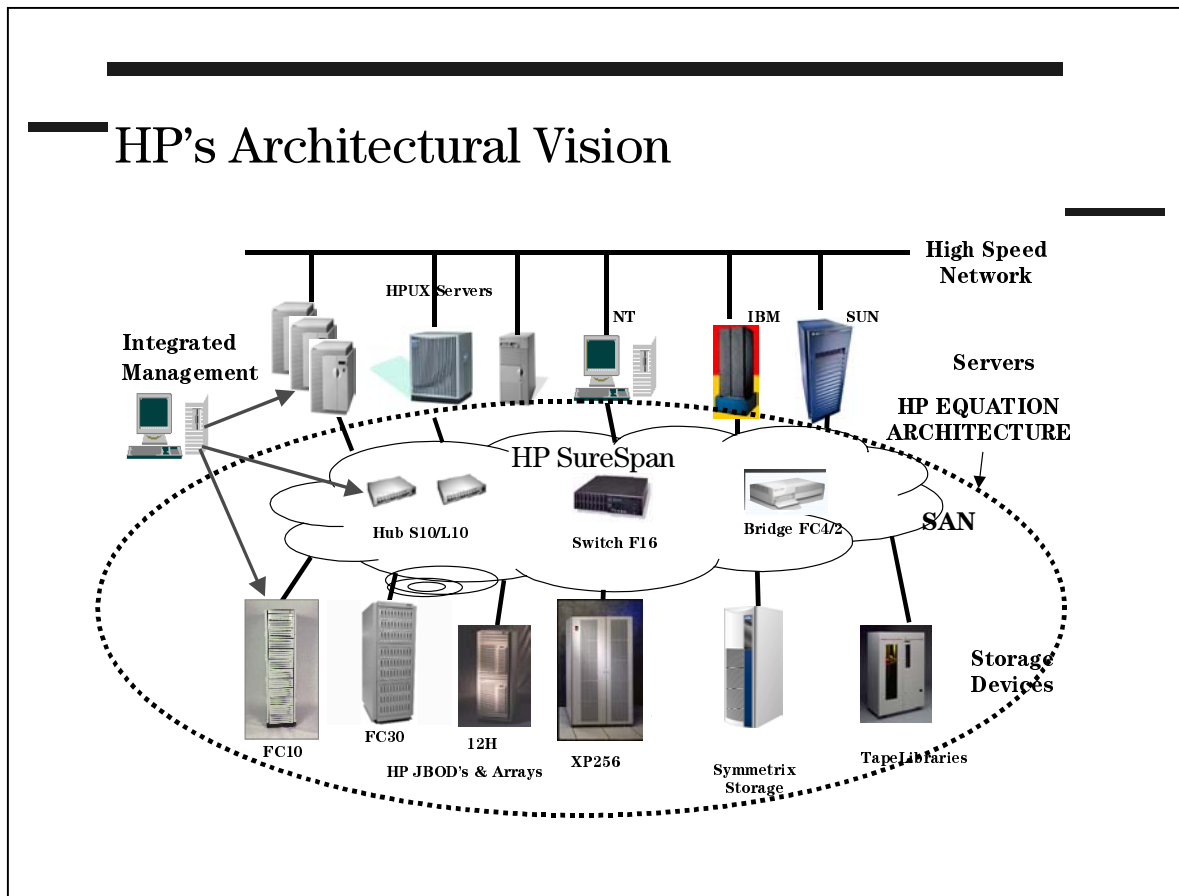 HP's Architectural Vision
High Speed
Network
HPUX Servers
NT
IBM
SUN
Integrated
Management
Servers
HP EQUATION
ARCHITECTURE
HP SureSpan
Hub S10/L10
Switch F16
Bridge FC4/2
SAN
Storage
Devices
FC10
FC30
12H
XP256
HP JBOD's & Arrays
Symmetrix
Storage
TapeLibraries